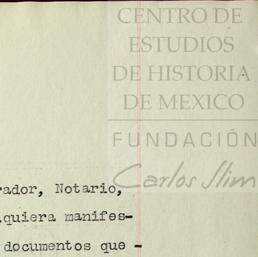 CENTRO DE
ESTUDIOS
DE HISTORIA
DE MEXICO
FUNDACIÓN
Carlos Slim
rador, Notario,
quiera manifes-
documentos que -